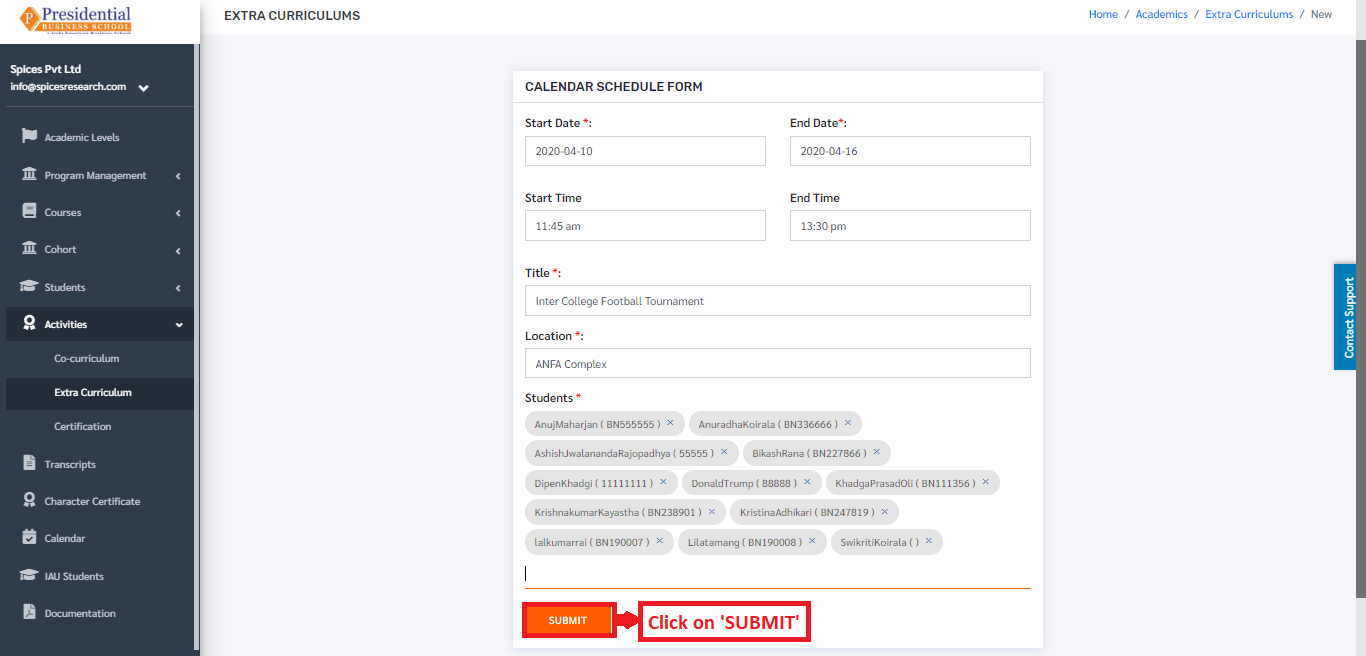 Presidential
BUSINESS SCHOOL
EXTRA CURRICULUMS
Home / Academics / Extra Curriculums / New
Spices Pvt Ltd
info@spicesresearch.com
Academic Levels
Program Management
Courses
Cohort
Students
Activities
Co-curriculum
Extra Curriculum
Certification
Transcripts
Character Certificate
Calendar
IAU Students
Documentation
CALENDAR SCHEDULE FORM
Start Date *: End Date*:
2020-04-10 2020-04-16
Start Time End Time
11:45 am 13:30 pm
Title *:
Inter College Football Tournament
Location *:
ANFA Complex
Students *
AnujMaharjan ( BN555555 ) × AnuradhaKoirala ( BN336666 ) ×
AshishJwalanandaRajopadhya ( 55555 ) × BikashRana ( BN227866 ) ×
DipenKhadgi ( 11111111 ) × DonaldTrump ( 88888 ) × KhadgaPrasadOli ( BN111356 ) ×
KrishnakumarKayastha ( BN238901 ) × KristinaAdhikari ( BN247819 ) ×
lalkumarrai ( BN190007 ) × Lilatamang ( BN190008 ) × SwikritiKoirala ( ) ×
SUBMIT Click on 'SUBMIT'
Contact Support